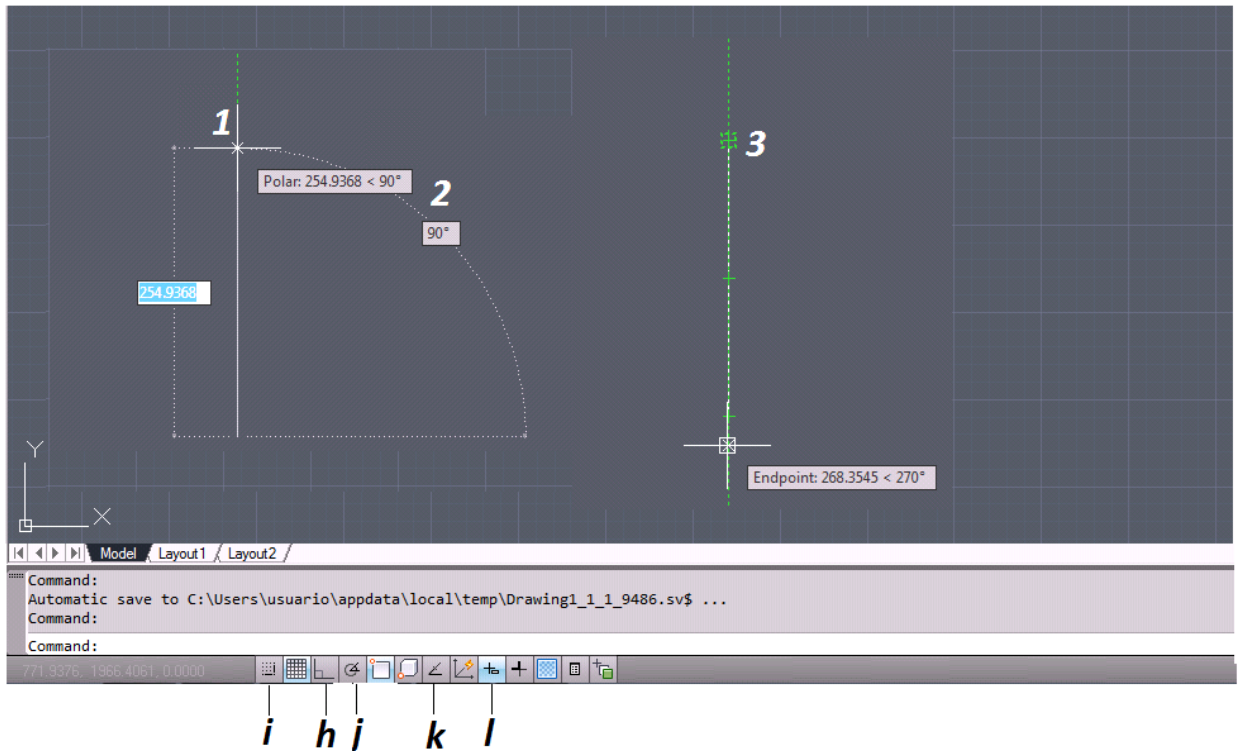 1
3
Polar: 254.9368 < 90°
2
90°
254.9368
Y
Endpoint: 268.3545 < 270°
X
Model Layout1 Layout2
Command:
Automatic save to C:\Users\usuario\appdata\local\temp\Drawing1_1_1_9486.sv$ ...
Command:
Command:
771.9376, 1966.4061, 0.0000
i h j k l